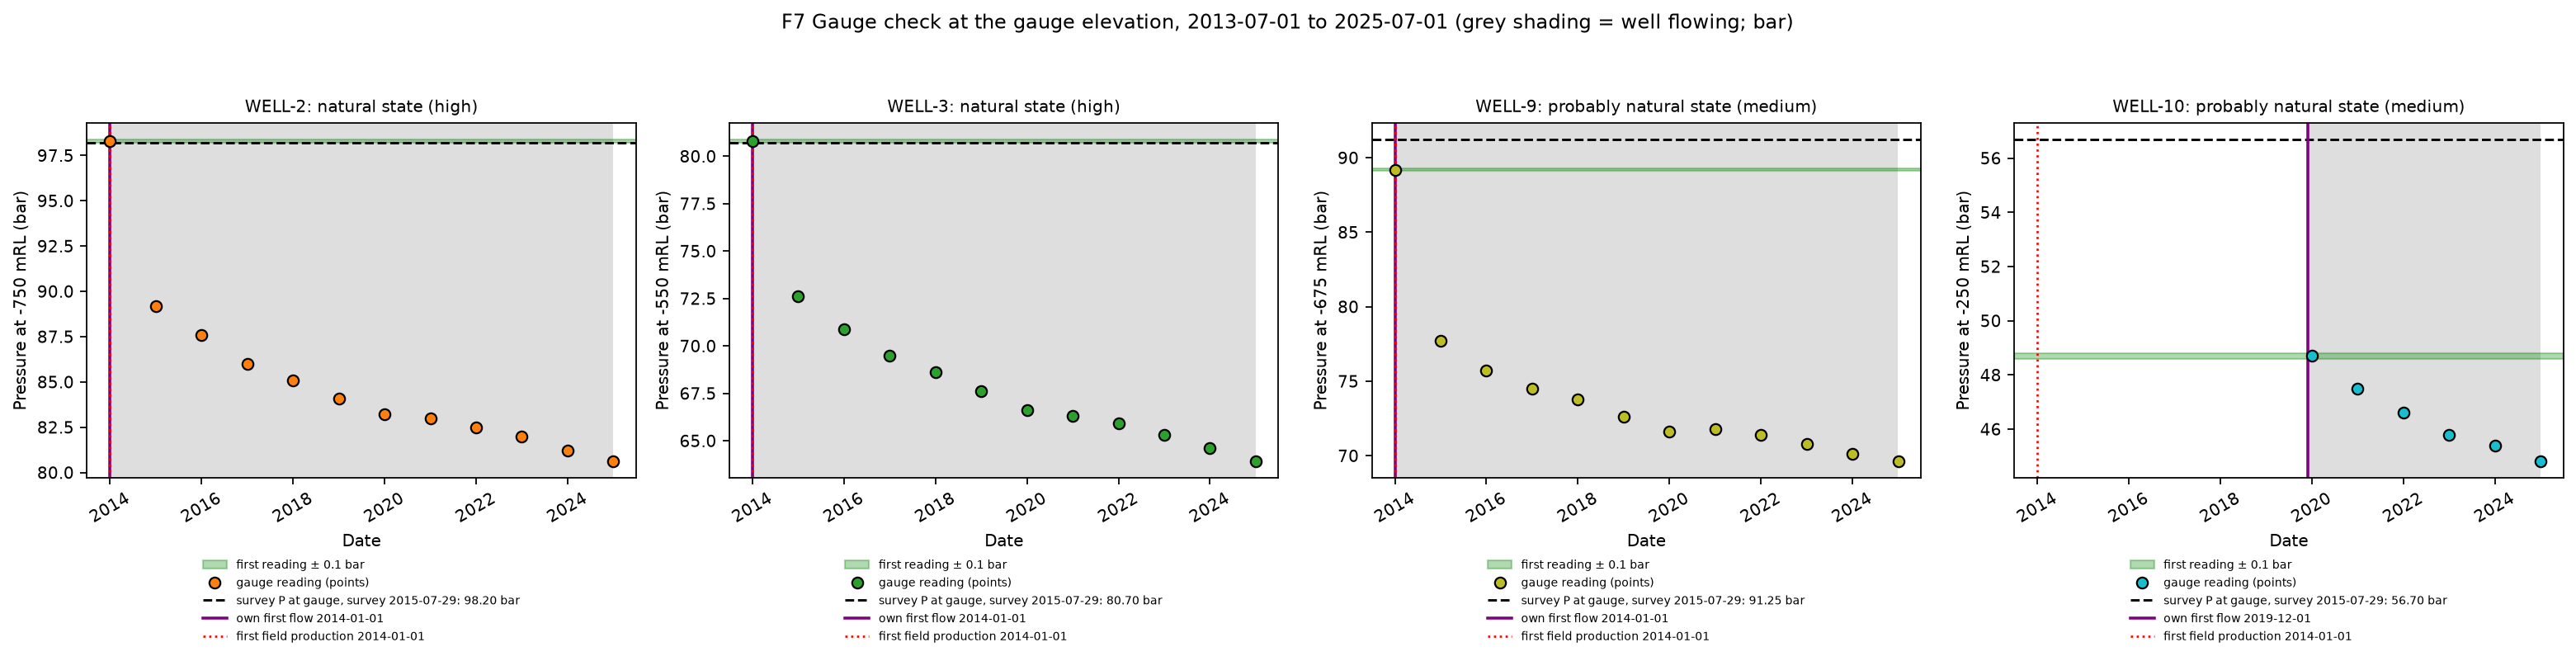 F7 Gauge check at the gauge elevation, 2013-07-01 to 2025-07-01 (grey shading = well flowing; bar)
WELL-2: natural state (high)
Pressure at -750 mRL (bar)
97.5
95.0
92.5
90.0
87.5
85.0
82.5
80.0
2014
2016
2018
2020
2022
2024
Date
first reading ± 0.1 bar
gauge reading (points)
survey P at gauge, survey 2015-07-29: 98.20 bar
own first flow 2014-01-01
first field production 2014-01-01
WELL-3: natural state (high)
Pressure at -550 mRL (bar)
80.0
77.5
75.0
72.5
70.0
67.5
65.0
2014
2016
2018
2020
2022
2024
Date
first reading ± 0.1 bar
gauge reading (points)
survey P at gauge, survey 2015-07-29: 80.70 bar
own first flow 2014-01-01
first field production 2014-01-01
WELL-9: probably natural state (medium)
Pressure at -675 mRL (bar)
90
85
80
75
70
2014
2016
2018
2020
2022
2024
Date
first reading ± 0.1 bar
gauge reading (points)
survey P at gauge, survey 2015-07-29: 91.25 bar
own first flow 2014-01-01
first field production 2014-01-01
WELL-10: probably natural state (medium)
Pressure at -250 mRL (bar)
56
54
52
50
48
46
2014
2016
2018
2020
2022
2024
Date
first reading ± 0.1 bar
gauge reading (points)
survey P at gauge, survey 2015-07-29: 56.70 bar
own first flow 2019-12-01
first field production 2014-01-01